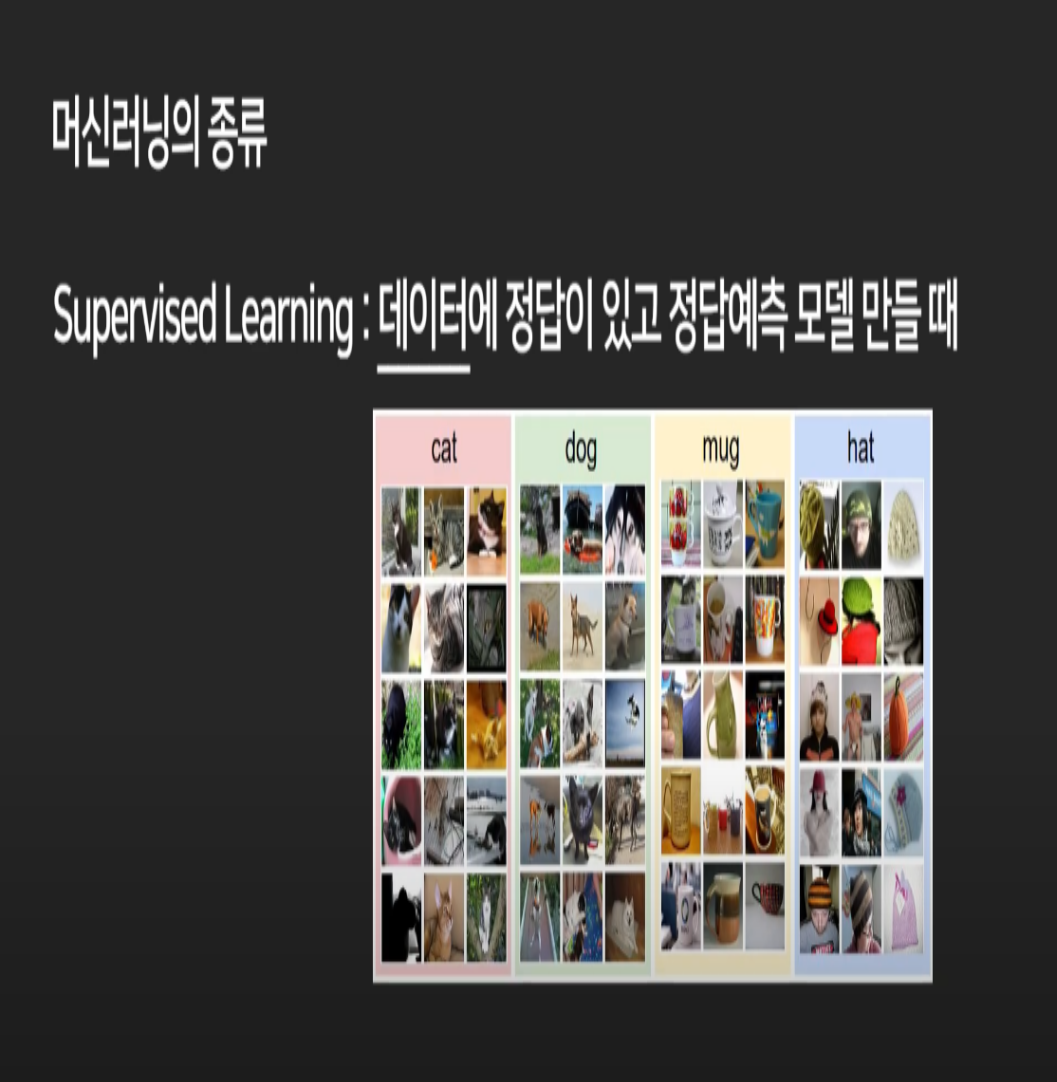 머신러닝의 종류
Supervised Learning : 데이터에 정답이 있고 정답예측 모델 만들 때
cat dog mug hat